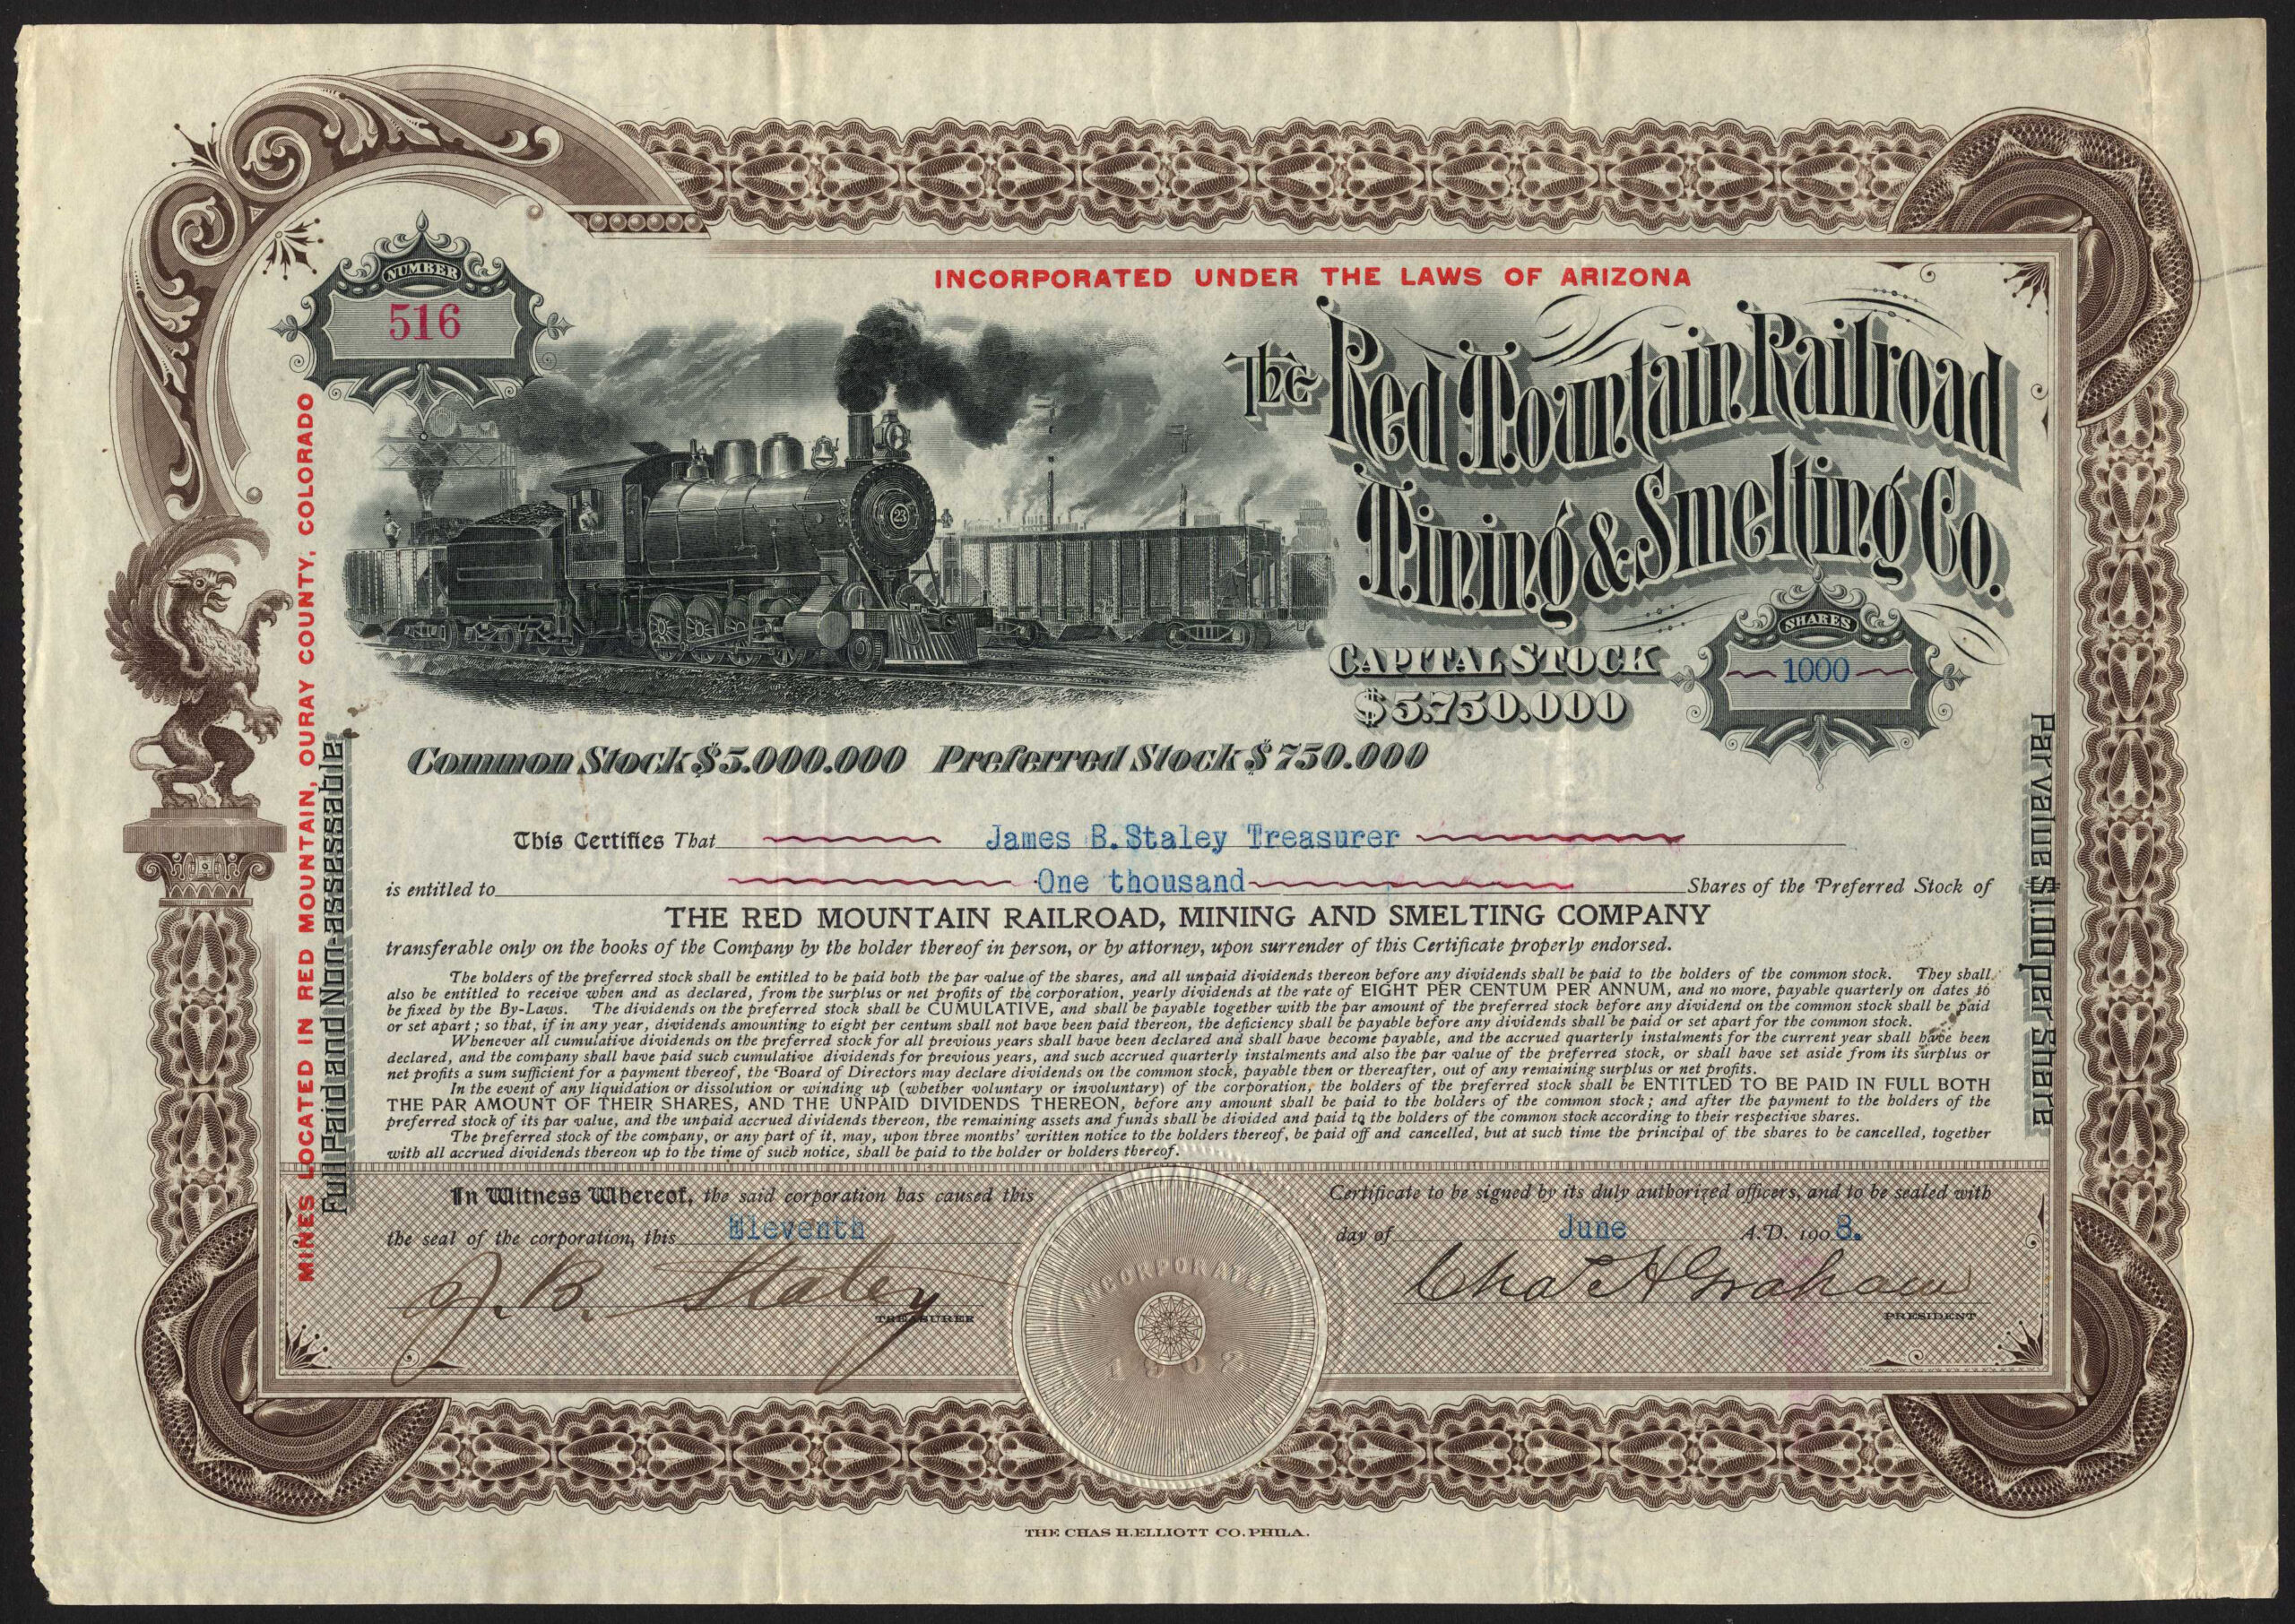 INCORPORATED UNDER THE LAWS OF ARIZONA
NUMBER
516
The Red Mountain Railroad
Mining & Smelting Co.
23
CAPITAL STOCK
$5.750.000
SHARES
1000
Common Stock $5.000.000 Preferred Stock $750.000
MINES LOCATED IN RED MOUNTAIN, OURAY COUNTY, COLORADO
Full Paid and Non-assessable.
Par value $1.00 per Share
This Certifies That James B. Staley Treasurer
is entitled to One thousand Shares of the Preferred Stock of
THE RED MOUNTAIN RAILROAD, MINING AND SMELTING COMPANY
transferable only on the books of the Company by the holder thereof in person, or by attorney, upon surrender of this Certificate properly endorsed.
The holders of the preferred stock shall be entitled to be paid both the par value of the shares, and all unpaid dividends thereon before any dividends shall be paid to the holders of the common stock. They shall
also be entitled to receive when and as declared, from the surplus or net profits of the corporation, yearly dividends at the rate of EIGHT PER CENTUM PER ANNUM, and no more, payable quarterly on dates to
be fixed by the By-Laws. The dividends on the preferred stock shall be CUMULATIVE, and shall be payable together with the par amount of the preferred stock before any dividend on the common stock shall be paid
or set apart; so that, if in any year, dividends amounting to eight per centum shall not have been paid thereon, the deficiency shall be payable before any dividends shall be paid or set apart for the common stock.
Whenever all cumulative dividends on the preferred stock for all previous years shall have been declared and shall have become payable, and the accrued quarterly instalments for the current year shall have been
declared, and the company shall have paid such cumulative dividends for previous years, and such accrued quarterly instalments and also the par value of the preferred stock, or shall have set aside from its surplus or
net profits a sum sufficient for a payment thereof, the Board of Directors may declare dividends on the common stock, payable then or thereafter, out of any remaining surplus or net profits.
In the event of any liquidation or dissolution or winding up (whether voluntary or involuntary) of the corporation, the holders of the preferred stock shall be ENTITLED TO BE PAID IN FULL BOTH
THE PAR AMOUNT OF THEIR SHARES, AND THE UNPAID DIVIDENDS THEREON, before any amount shall be paid to the holders of the common stock; and after the payment to the holders of the
preferred stock of its par value, and the unpaid accrued dividends thereon, the remaining assets and funds shall be divided and paid to the holders of the common stock according to their respective shares.
The preferred stock of the company, or any part of it, may, upon three months' written notice to the holders thereof, be paid off and cancelled, but at such time the principal of the shares to be cancelled, together
with all accrued dividends thereon up to the time of such notice, shall be paid to the holder or holders thereof.
In Witness Whereof, the said corporation has caused this Certificate to be signed by its duly authorized officers, and to be sealed with
the seal of the corporation, this Eleventh day of June A.D. 1908.
J. B. Staley
TREASURER
Chas H Graham
PRESIDENT
INCORPORATED
1908
THE CHAS H. ELLIOTT CO. PHILA.